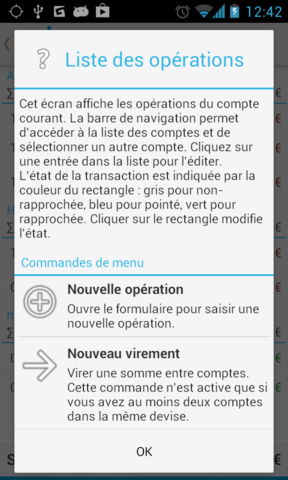 12:42
Liste des opérations
Cet écran affiche les opérations du compte
courant. La barre de navigation permet
d'accéder à la liste des comptes et de
sélectionner un autre compte. Cliquez sur
une entrée dans la liste pour l'éditer.
L'état de la transaction est indiquée par la
couleur du rectangle : gris pour non-
rapprochée, bleu pour pointé, vert pour
rapprochée. Cliquer sur le rectangle modifie
l'état.
Commandes de menu
Nouvelle opération
Ouvre le formulaire pour saisir une
nouvelle opération.
Nouveau virement
Virer une somme entre comptes.
Cette commande n'est active que si
vous avez au moins deux comptes
dans la même devise.
OK